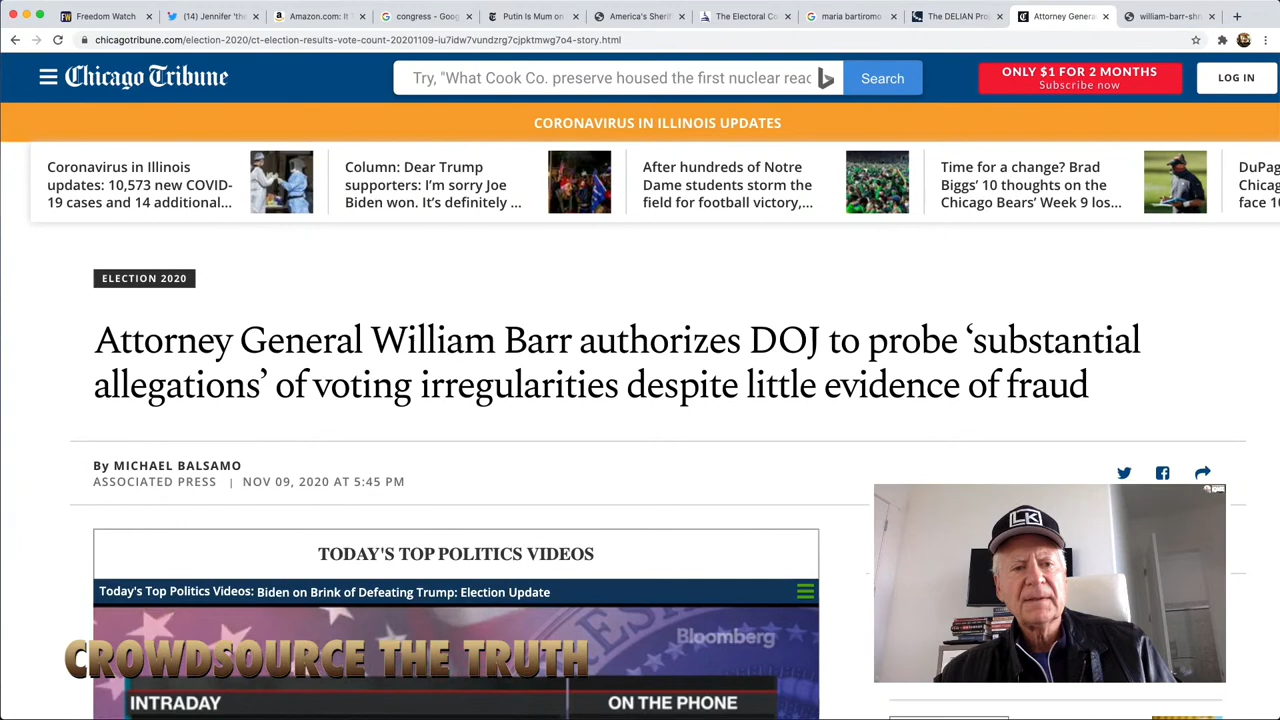 Freedom Watch
(14) Jennifer 'the
Amazon.com: It T
congress - Goog
Putin Is Mum on
America's Sherif
The Electoral Co
maria bartiromo
The DELIAN Proj
Attorney Genera
william-barr-shr
chicagotribune.com/election-2020/ct-election-results-vote-count-20201109-iu7idw7vundzrg7cjpktmwg7o4-story.html
Chicago Tribune
Try, "What Cook Co. preserve housed the first nuclear reac
Search
ONLY $1 FOR 2 MONTHS
Subscribe now
LOG IN
CORONAVIRUS IN ILLINOIS UPDATES
Coronavirus in Illinois
updates: 10,573 new COVID-
19 cases and 14 additional...
Column: Dear Trump
supporters: I'm sorry Joe
Biden won. It's definitely ...
After hundreds of Notre
Dame students storm the
field for football victory,...
Time for a change? Brad
Biggs' 10 thoughts on the
Chicago Bears' Week 9 los...
DuPag
Chicag
face 10
ELECTION 2020
Attorney General William Barr authorizes DOJ to probe ‘substantial
allegations’ of voting irregularities despite little evidence of fraud
By MICHAEL BALSAMO
ASSOCIATED PRESS | NOV 09, 2020 AT 5:45 PM
TODAY'S TOP POLITICS VIDEOS
Today's Top Politics Videos: Biden on Brink of Defeating Trump: Election Update
Bloomberg
LK
CROWDSOURCE THE TRUTH
INTRADAY
ON THE PHONE